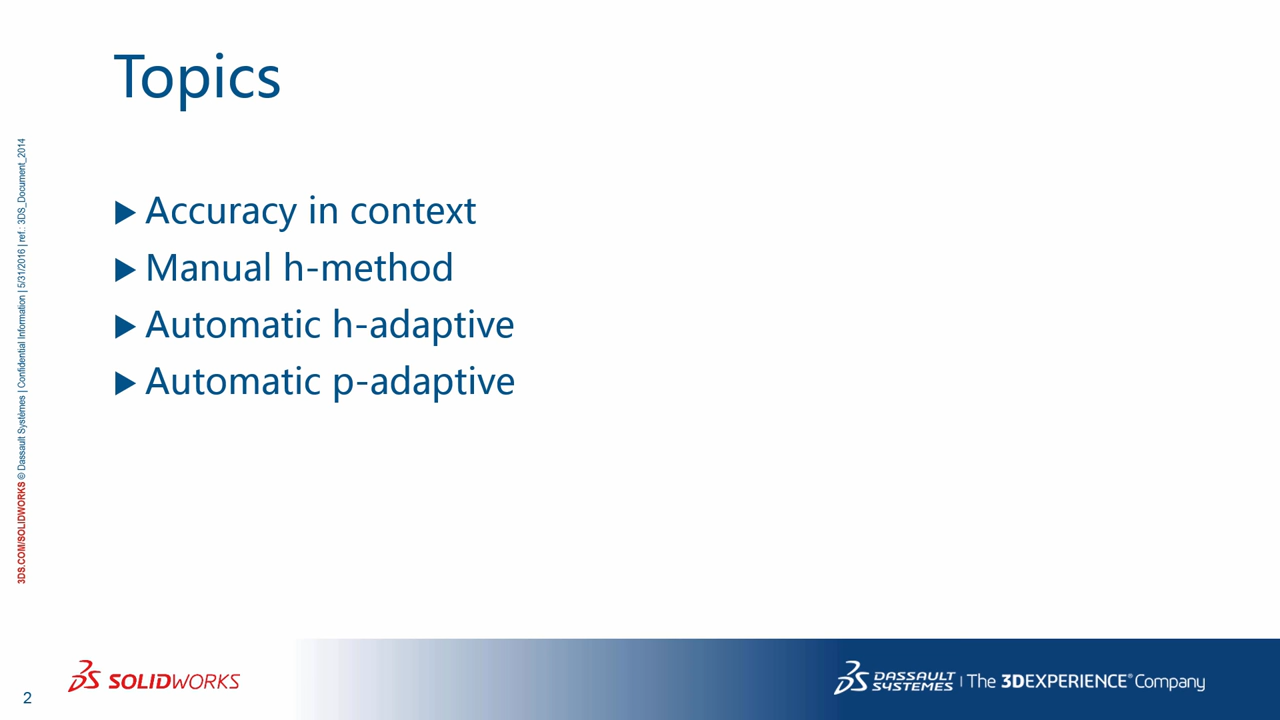 Topics
Accuracy in context
Manual h-method
Automatic h-adaptive
Automatic p-adaptive
3DS.COM/SOLIDWORKS © Dassault Systèmes | Confidential Information | 5/31/2016 | ref.: 3DS_Document_2014
2
SOLIDWORKS
DASSAULT SYSTEMES | The 3DEXPERIENCE® Company